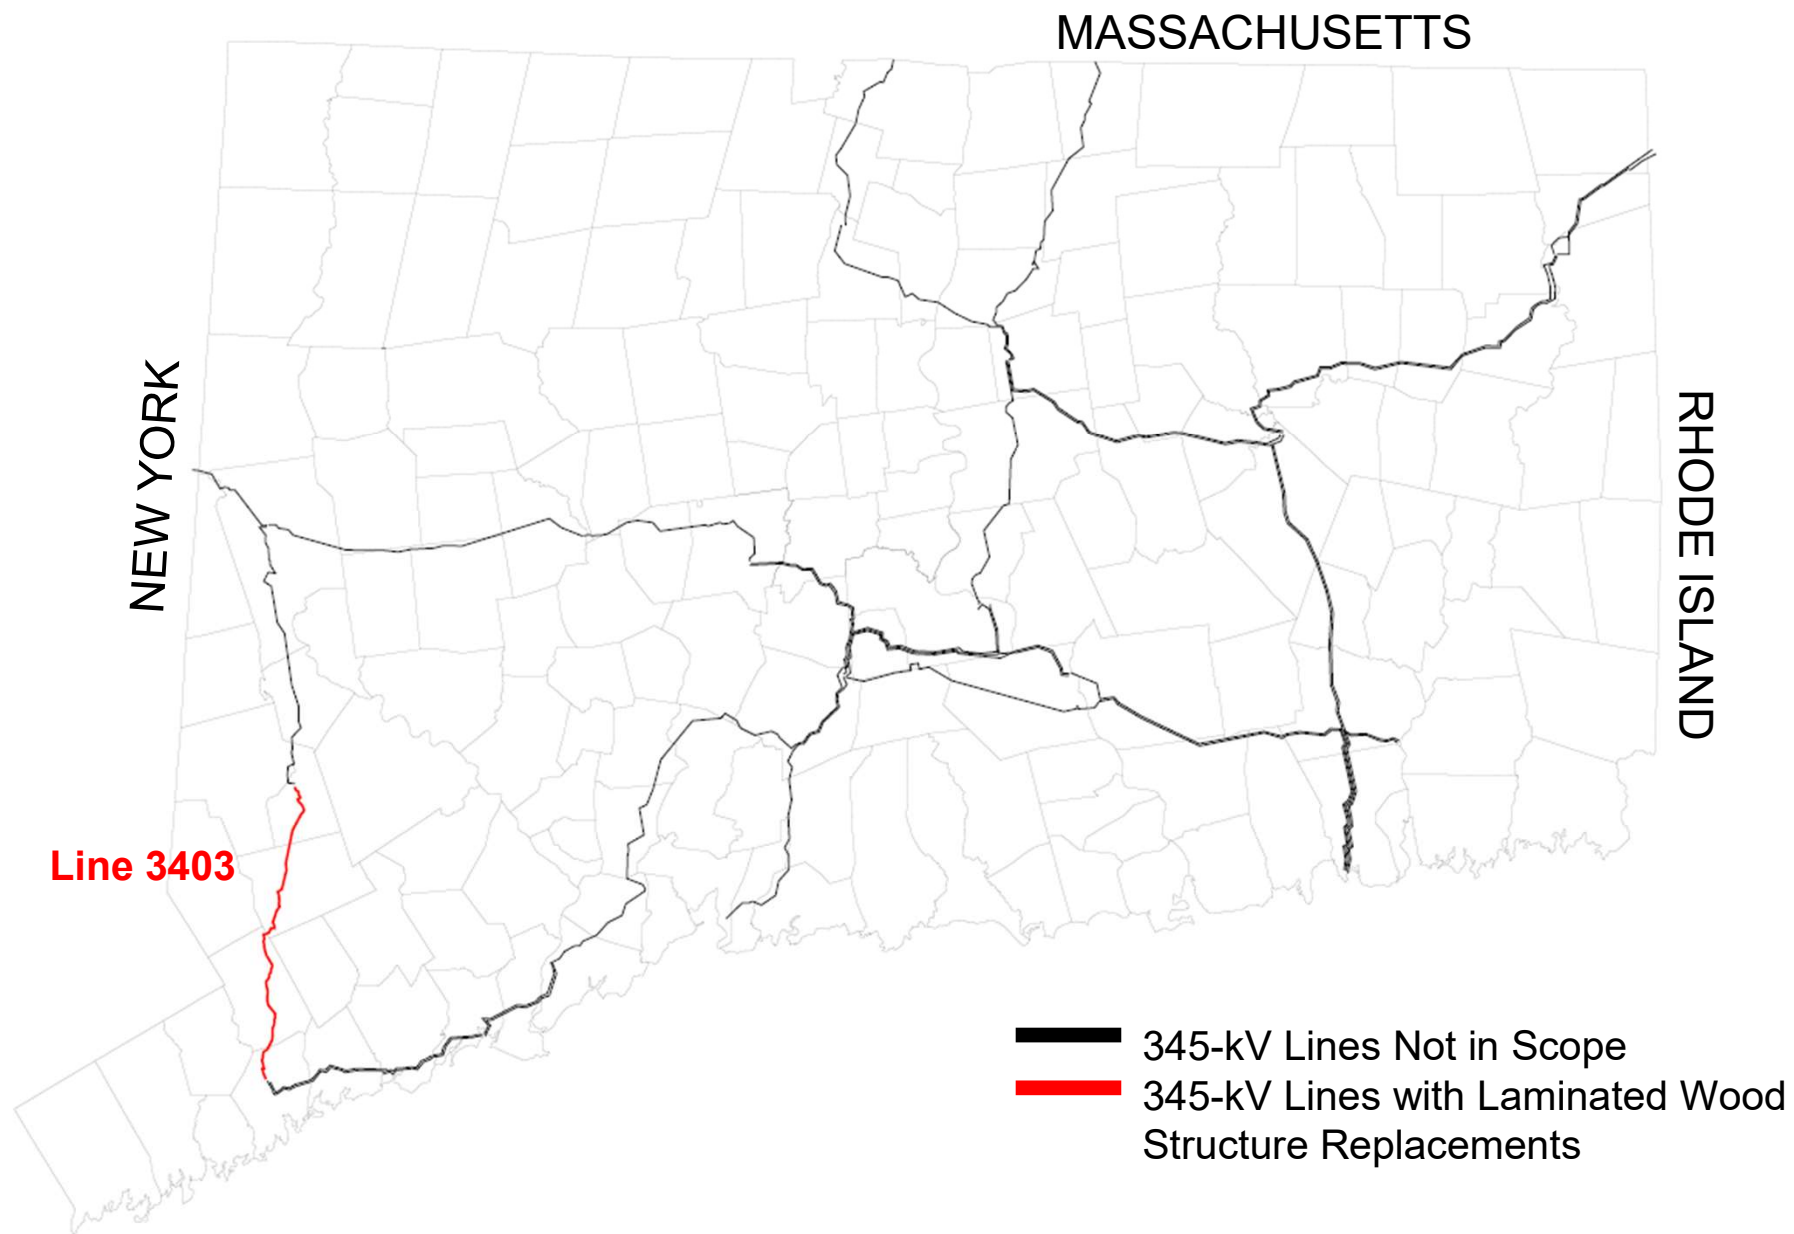 MASSACHUSETTS
NEW YORK
RHODE ISLAND
Line 3403
345-kV Lines Not in Scope
345-kV Lines with Laminated Wood
Structure Replacements